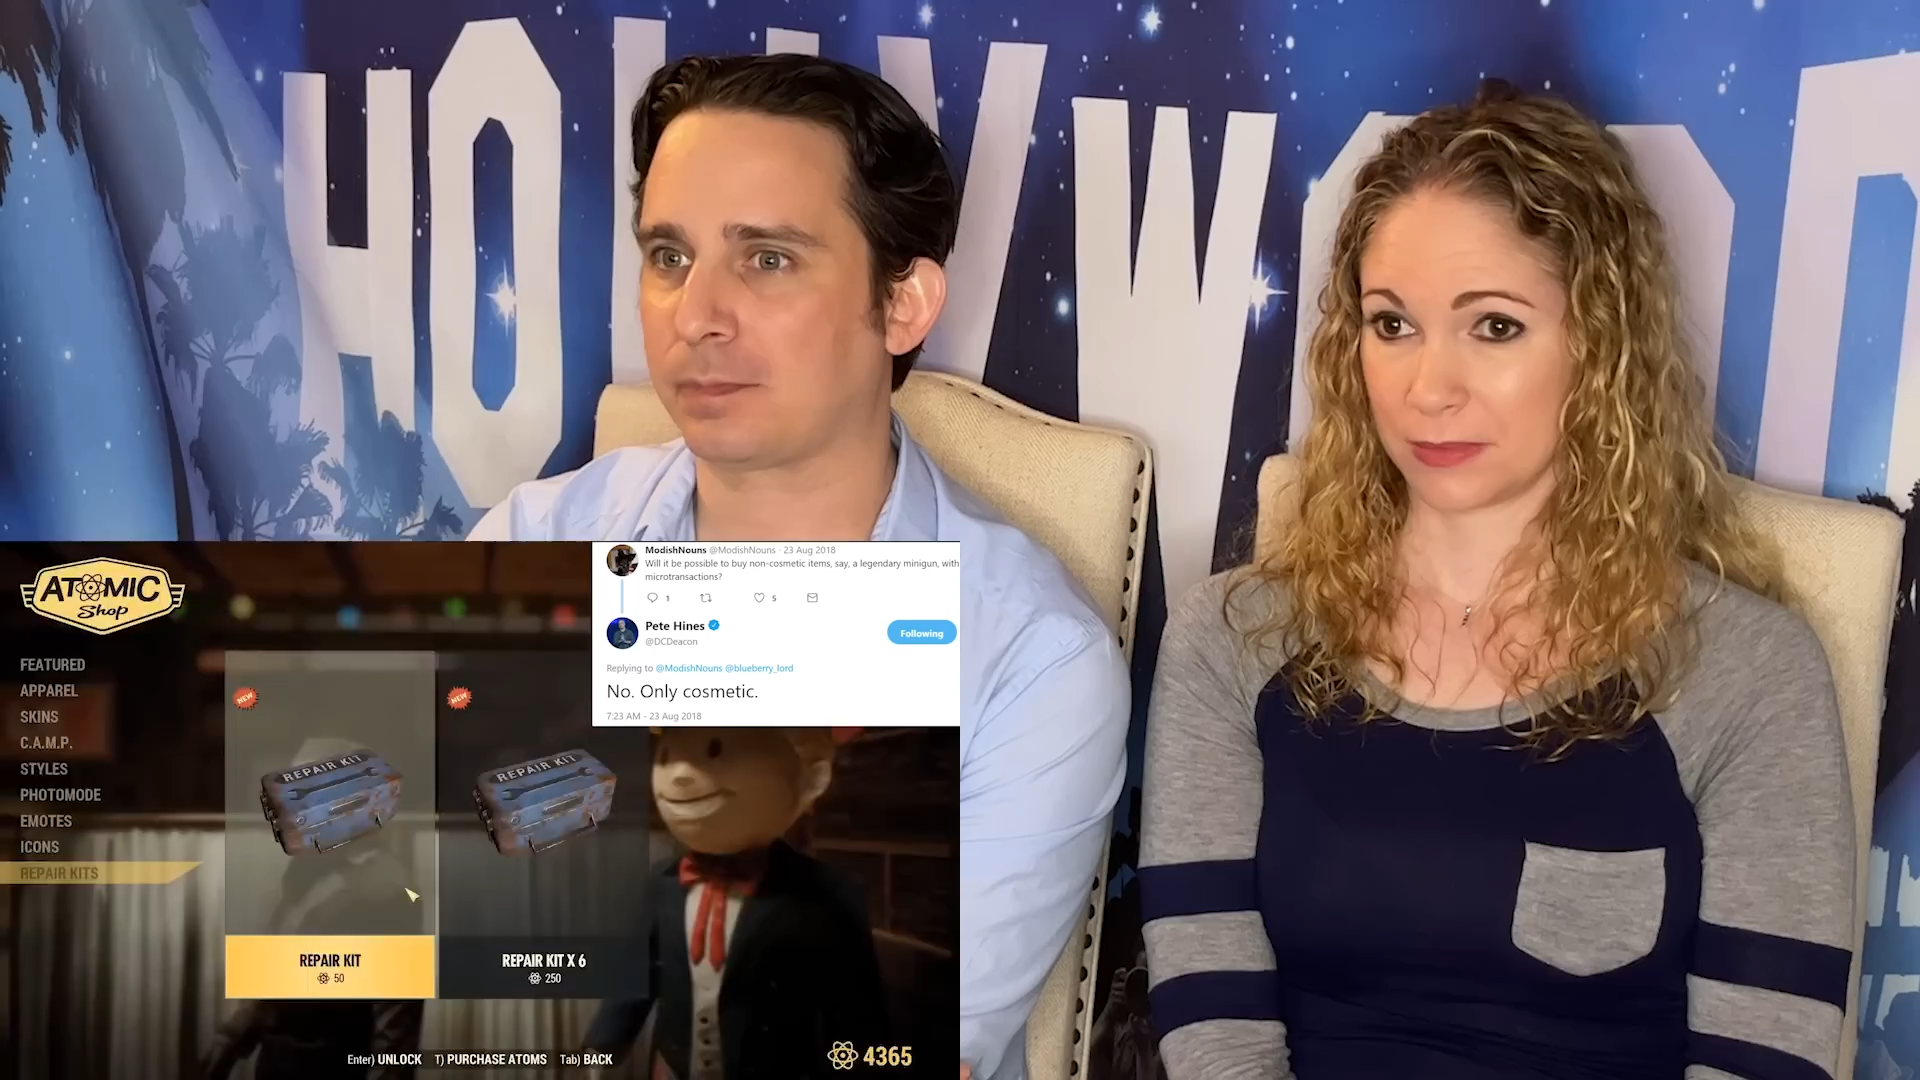 HOLLYWOOD
ATOMIC
Shop
FEATURED
APPAREL
SKINS
C.A.M.P.
STYLES
PHOTOMODE
EMOTES
ICONS
REPAIR KITS
NEW
REPAIR KIT
REPAIR KIT
50
NEW
REPAIR KIT
REPAIR KIT X 6
250
ModishNouns @ModishNouns · 23 Aug 2018
Will it be possible to buy non-cosmetic items, say, a legendary minigun, with
microtransactions?
1
5
Pete Hines
@DCDeacon
Following
Replying to @ModishNouns @blueberry_lord
No. Only cosmetic.
7:23 AM - 23 Aug 2018
Enter) UNLOCK T) PURCHASE ATOMS Tab) BACK
4365